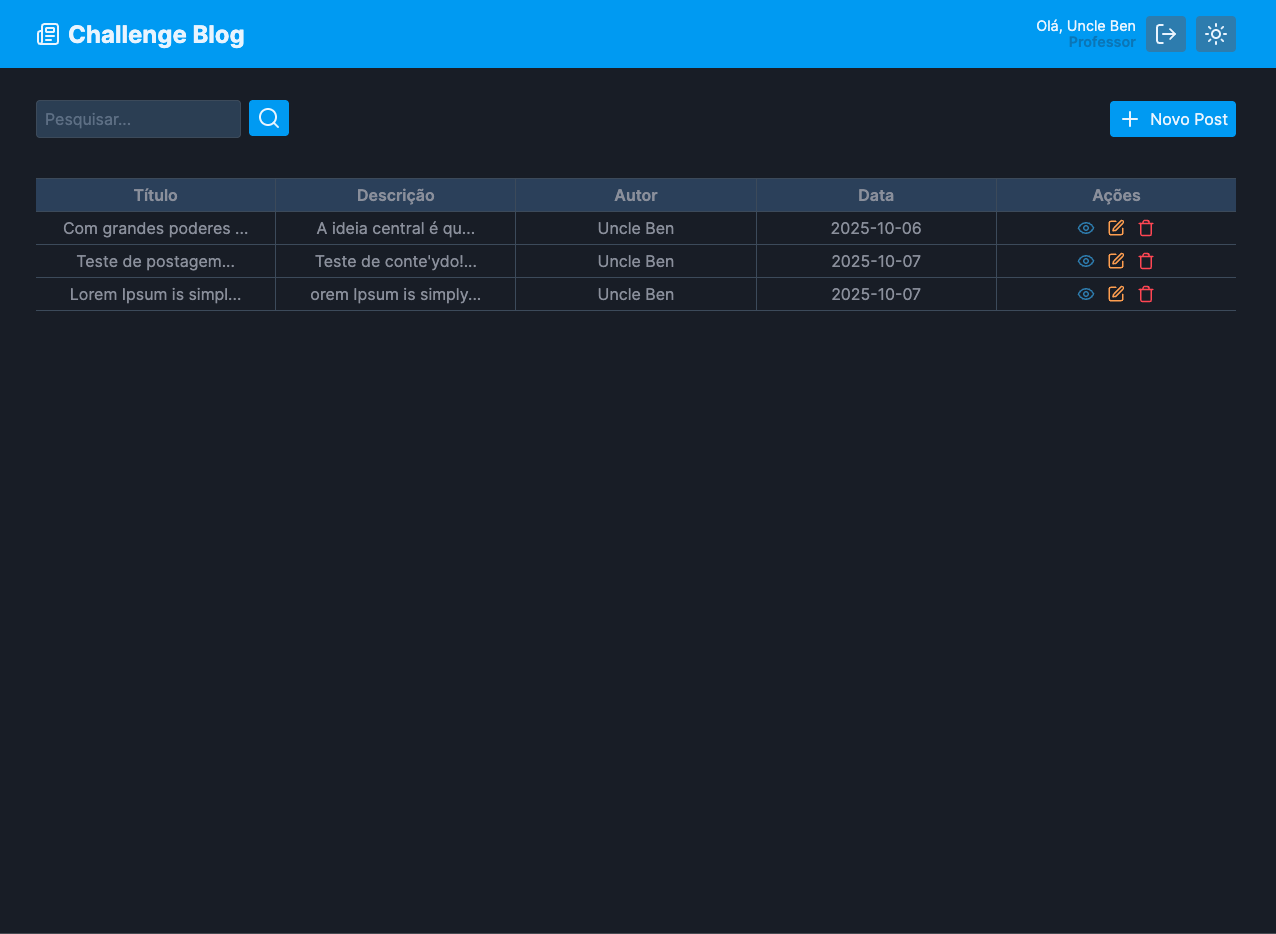 Challenge Blog
Olá, Uncle Ben
Professor
Pesquisar...
Novo Post
Título Descrição Autor Data Ações
Com grandes poderes ... A ideia central é qu... Uncle Ben 2025-10-06
Teste de postagem... Teste de conte'ydo!... Uncle Ben 2025-10-07
Lorem Ipsum is simpl... orem Ipsum is simply... Uncle Ben 2025-10-07